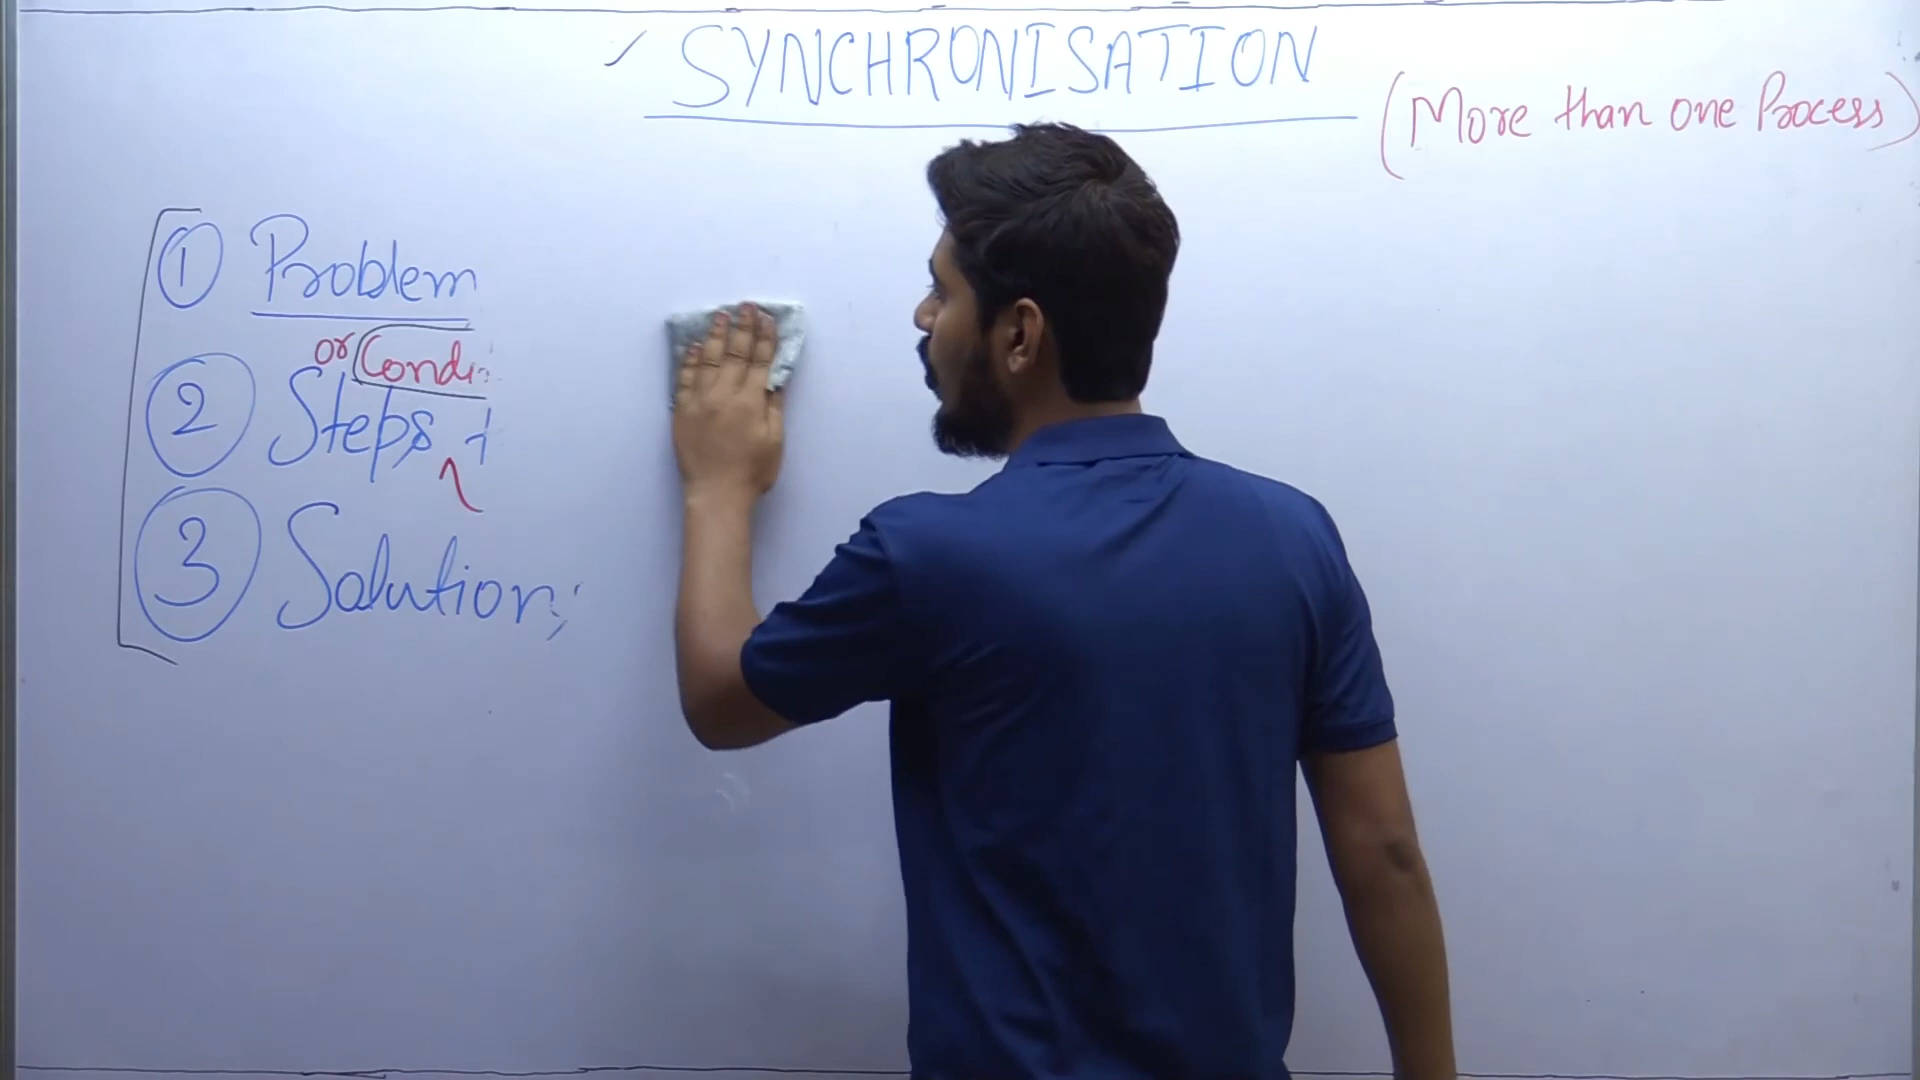 SYNCHRONISATION
(More than one Process)
① Problem
or
② Steps
③ Solution